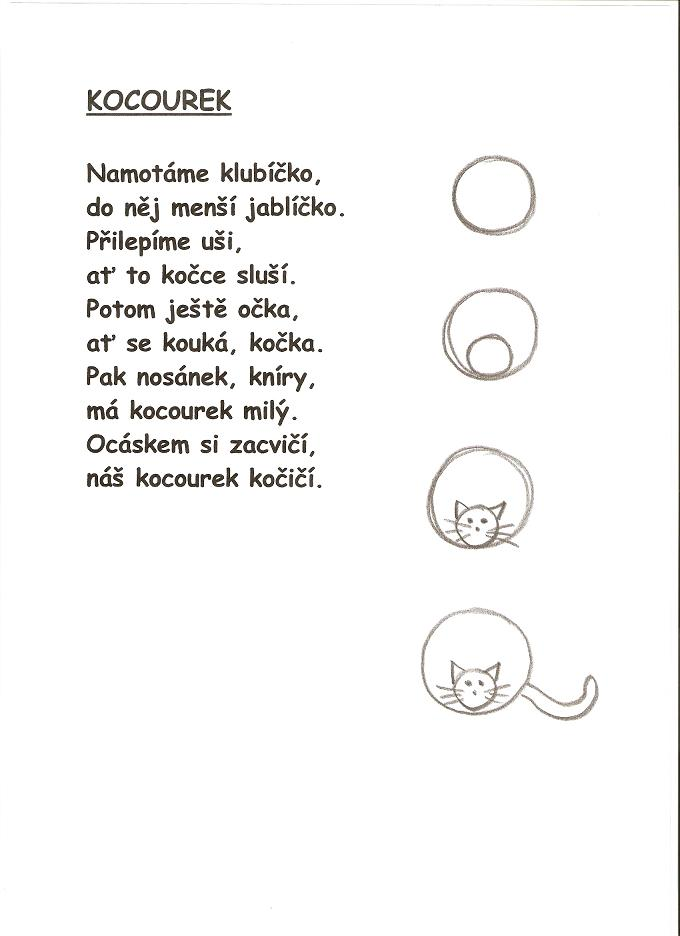 KOCOUREK
Namotáme klubíčko,
do něj menší jablíčko.
Přilepíme uši,
ať to kočce sluší.
Potom ještě očka,
ať se kouká, kočka.
Pak nosánek, kníry,
má kocourek milý.
Ocáskem si zacvičí,
náš kocourek kočičí.